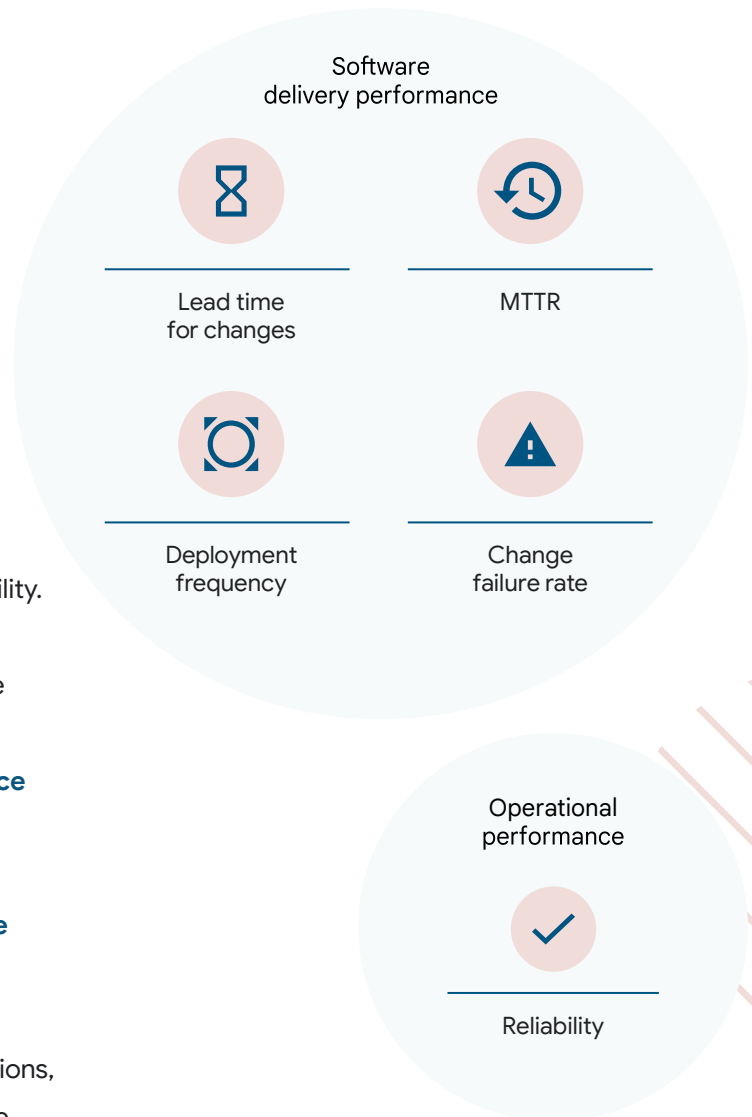 Software
delivery performance
Lead time
for changes
MTTR
Deployment
frequency
Change
failure rate
Operational
performance
Reliability